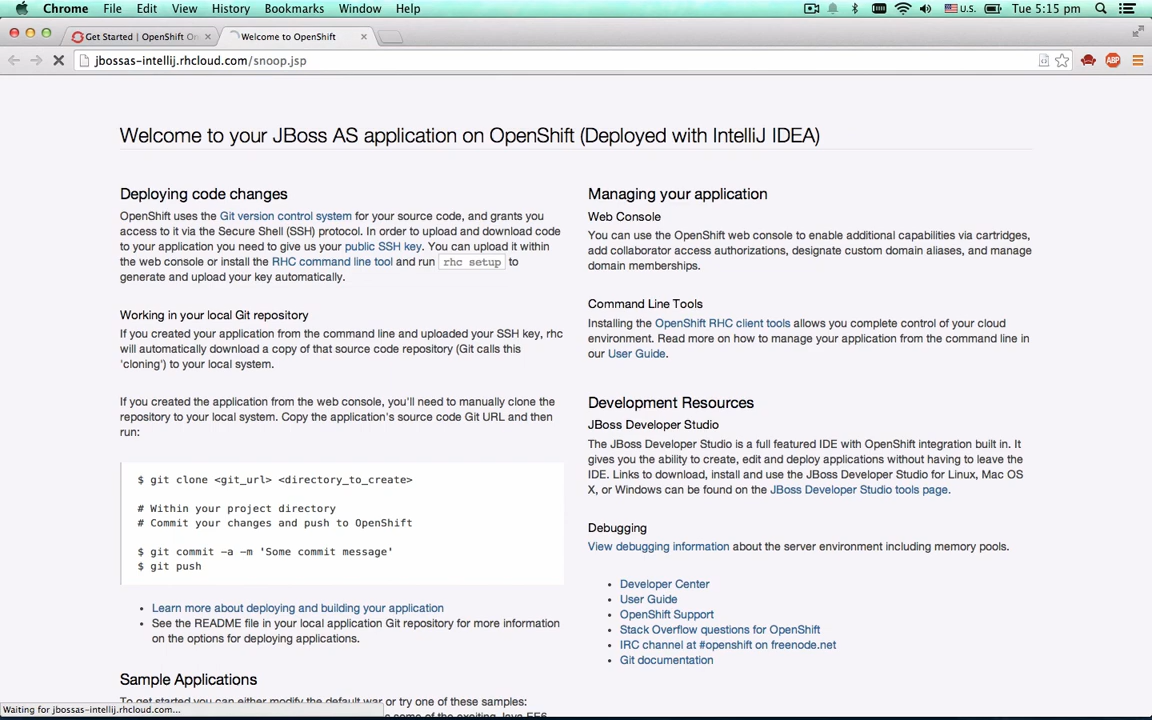 Chrome File Edit View History Bookmarks Window Help U.S. Tue 5:15 pm
Get Started | OpenShift On × Welcome to OpenShift ×
jbossas-intellij.rhcloud.com/snoop.jsp ABP
Welcome to your JBoss AS application on OpenShift (Deployed with IntelliJ IDEA)
Deploying code changes
OpenShift uses the Git version control system for your source code, and grants you
access to it via the Secure Shell (SSH) protocol. In order to upload and download code
to your application you need to give us your public SSH key. You can upload it within
the web console or install the RHC command line tool and run rhc setup to
generate and upload your key automatically.
Working in your local Git repository
If you created your application from the command line and uploaded your SSH key, rhc
will automatically download a copy of that source code repository (Git calls this
'cloning') to your local system.
If you created the application from the web console, you'll need to manually clone the
repository to your local system. Copy the application's source code Git URL and then
run:
$ git clone <git_url> <directory_to_create>
# Within your project directory
# Commit your changes and push to OpenShift
$ git commit -a -m 'Some commit message'
$ git push
• Learn more about deploying and building your application
• See the README file in your local application Git repository for more information
on the options for deploying applications.
Sample Applications
To get started you can either modify the default war or try one of these samples:
some of the exciting Java EE6
Managing your application
Web Console
You can use the OpenShift web console to enable additional capabilities via cartridges,
add collaborator access authorizations, designate custom domain aliases, and manage
domain memberships.
Command Line Tools
Installing the OpenShift RHC client tools allows you complete control of your cloud
environment. Read more on how to manage your application from the command line in
our User Guide.
Development Resources
JBoss Developer Studio
The JBoss Developer Studio is a full featured IDE with OpenShift integration built in. It
gives you the ability to create, edit and deploy applications without having to leave the
IDE. Links to download, install and use the JBoss Developer Studio for Linux, Mac OS
X, or Windows can be found on the JBoss Developer Studio tools page.
Debugging
View debugging information about the server environment including memory pools.
• Developer Center
• User Guide
• OpenShift Support
• Stack Overflow questions for OpenShift
• IRC channel at #openshift on freenode.net
• Git documentation
Waiting for jbossas-intellij.rhcloud.com...